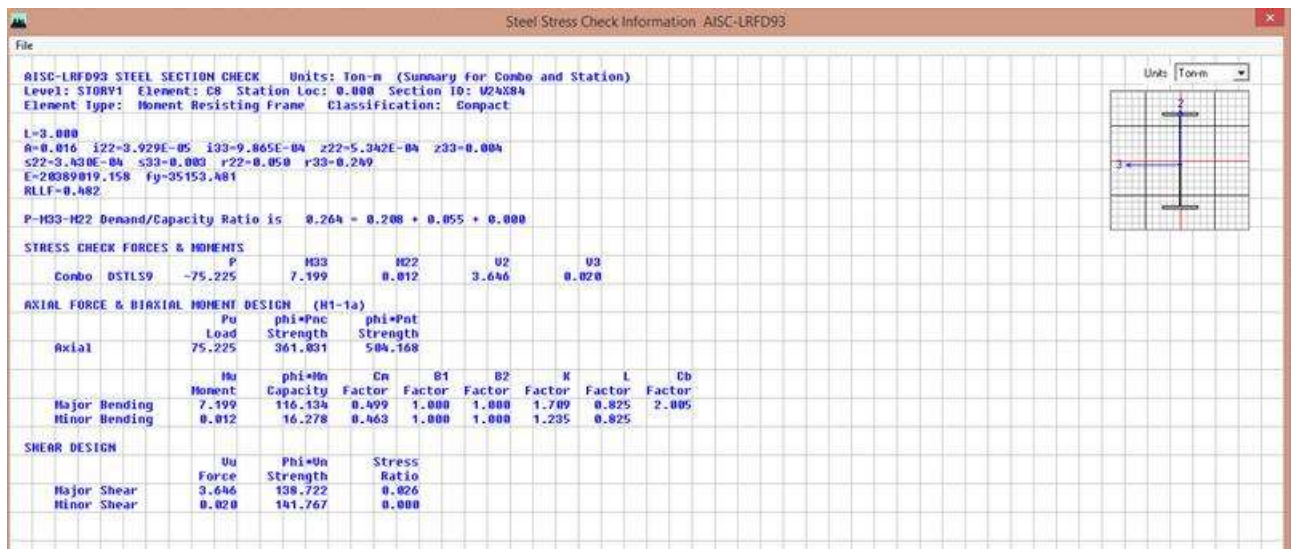 Steel Stress Check Information AISC-LRFD93
File
Units Ton-m
AISC-LRFD93 STEEL SECTION CHECK Units: Ton-m (Summary for Combo and Station)
Level: STORY1 Element: C8 Station Loc: 0.000 Section ID: W24X84
Element Type: Moment Resisting Frame Classification: Compact
L=3.000
A=0.016 i22=3.929E-05 i33=9.865E-04 z22=5.342E-04 z33=0.004
s22=3.430E-04 s33=0.003 r22=0.050 r33=0.249
E=20389019.158 fy=35153.481
RLLF=0.482
P-M33-M22 Demand/Capacity Ratio is 0.264 = 0.208 + 0.055 + 0.000
STRESS CHECK FORCES & MOMENTS
P M33 M22 V2 V3
Combo DSTLS9 -75.225 7.199 0.012 3.646 0.020
AXIAL FORCE & BIAXIAL MOMENT DESIGN (H1-1a)
Pu phi*Pnc phi*Pnt
Load Strength Strength
Axial 75.225 361.031 504.168
Mu phi*Mn Cm B1 B2 K L Cb
Moment Capacity Factor Factor Factor Factor Factor Factor
Major Bending 7.199 116.134 0.499 1.000 1.000 1.709 0.825 2.005
Minor Bending 0.012 16.278 0.463 1.000 1.000 1.235 0.825
SHEAR DESIGN
Vu Phi*Vn Stress
Force Strength Ratio
Major Shear 3.646 138.722 0.026
Minor Shear 0.020 141.767 0.000
2
3